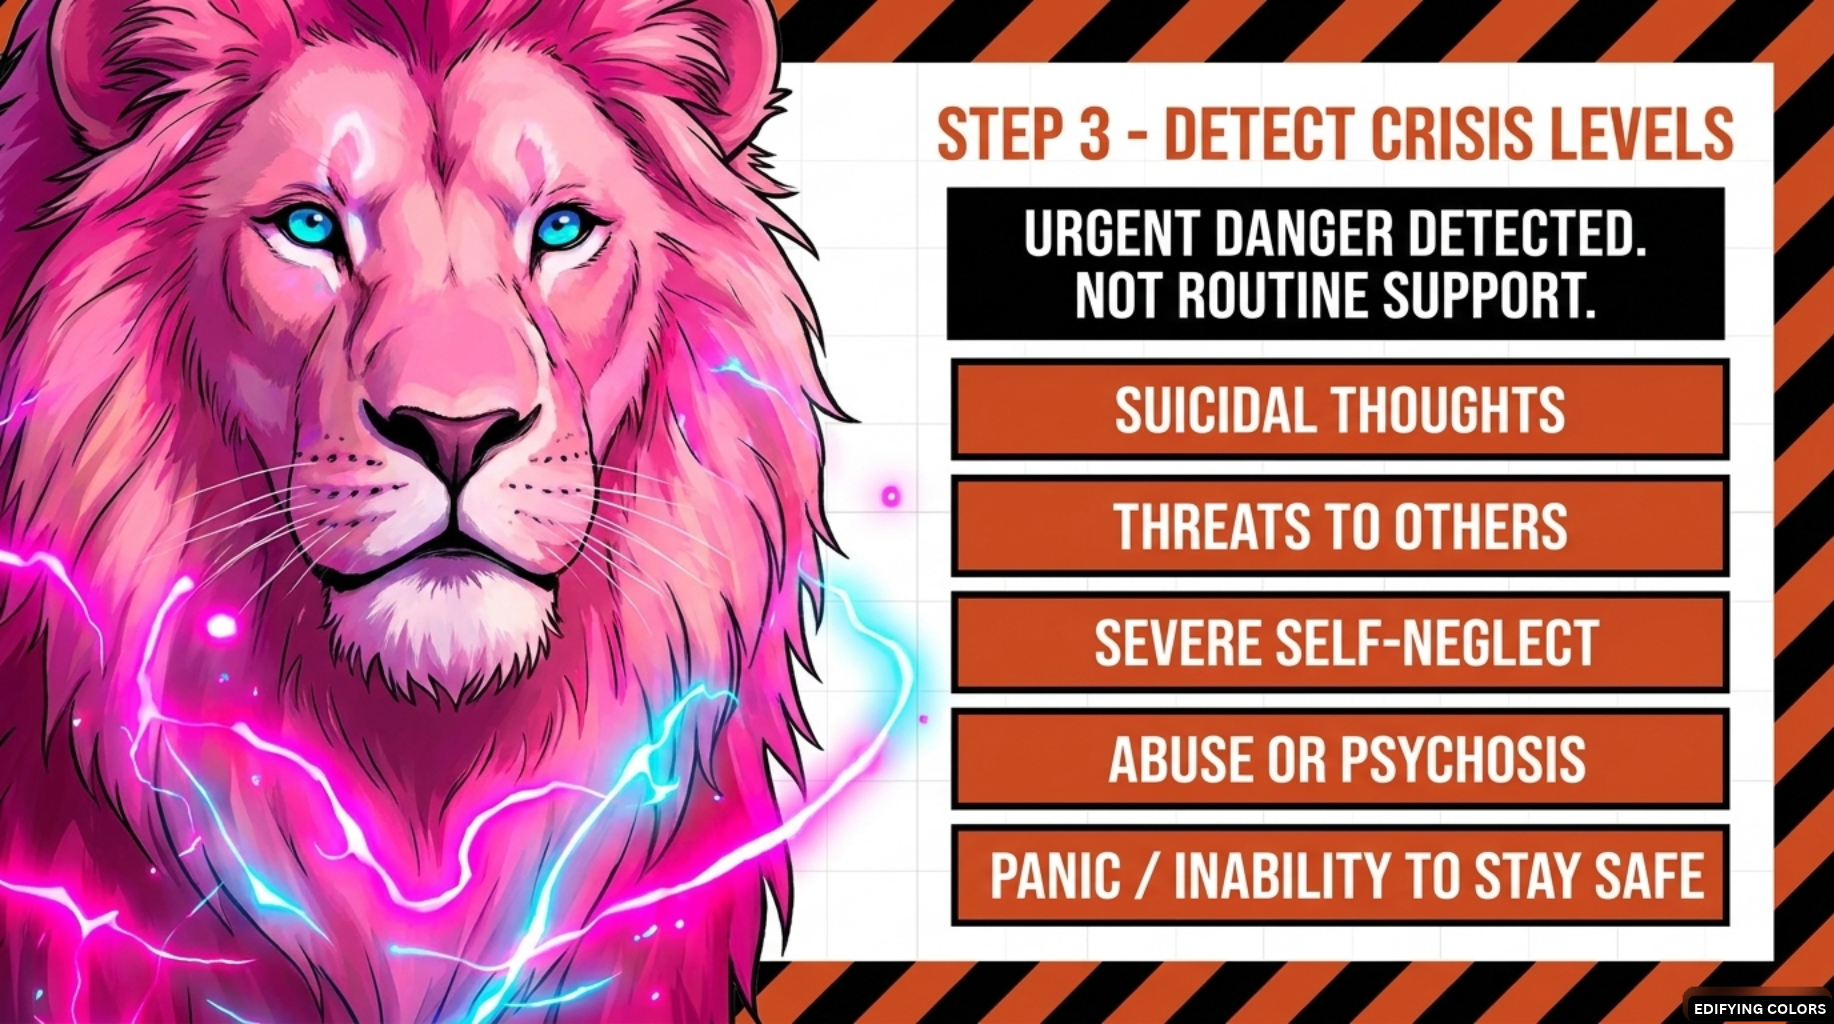 STEP 3 - DETECT CRISIS LEVELS
URGENT DANGER DETECTED.
NOT ROUTINE SUPPORT.
SUICIDAL THOUGHTS
THREATS TO OTHERS
SEVERE SELF-NEGLECT
ABUSE OR PSYCHOSIS
PANIC / INABILITY TO STAY SAFE
EDIFYING COLORS